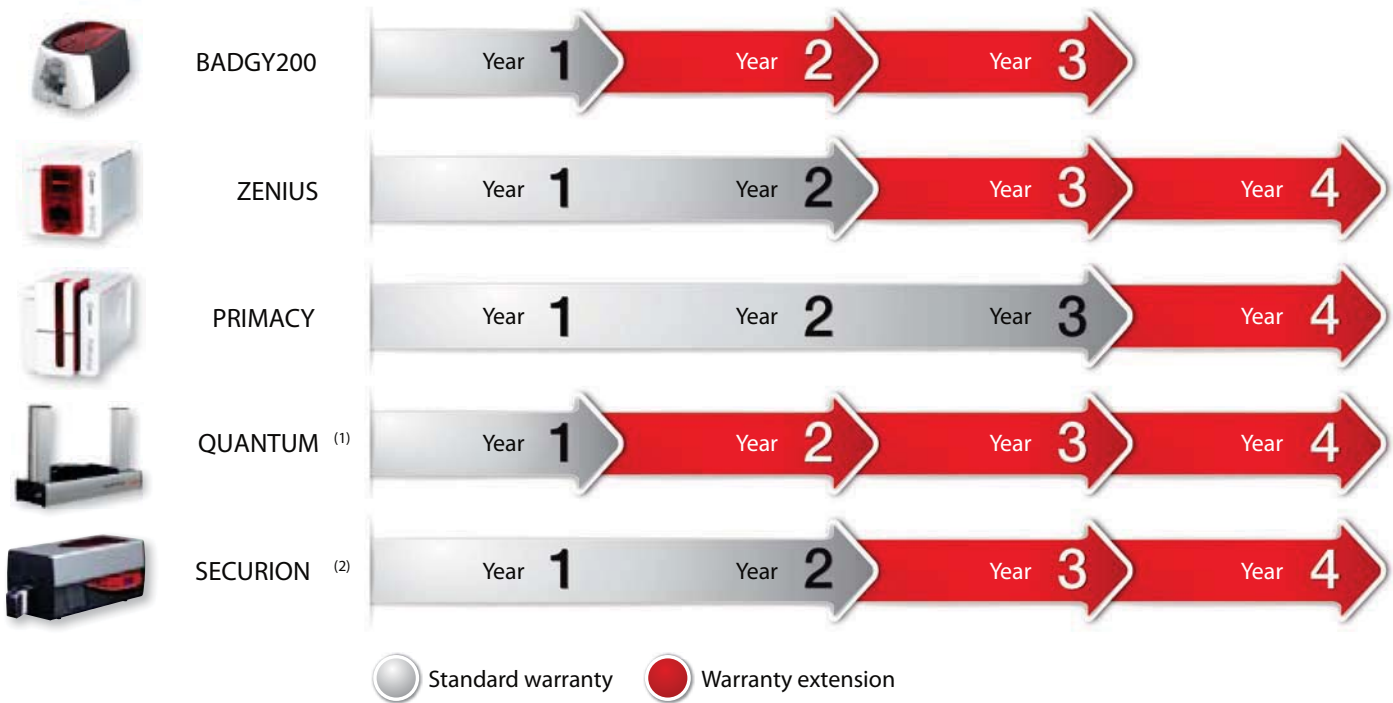 BADGY200 Year 1 Year 2 Year 3
ZENIUS Year 1 Year 2 Year 3 Year 4
PRIMACY Year 1 Year 2 Year 3 Year 4
QUANTUM (1) Year 1 Year 2 Year 3 Year 4
SECURION (2) Year 1 Year 2 Year 3 Year 4
Standard warranty Warranty extension